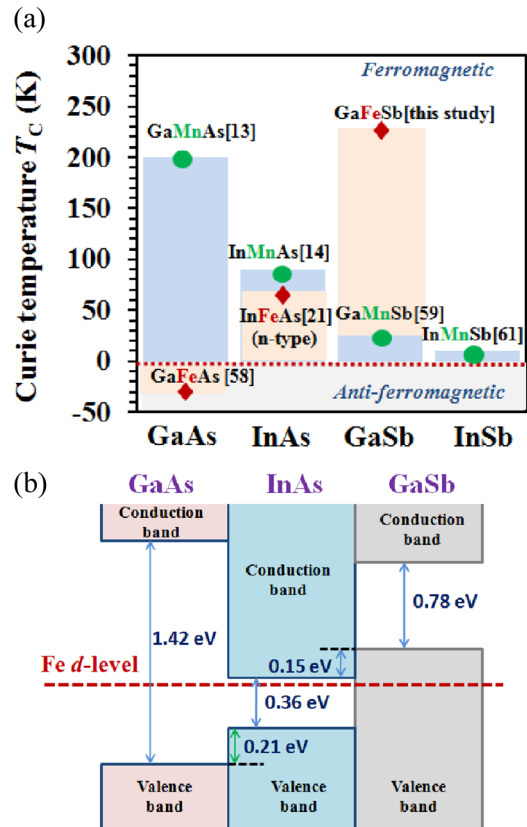 (a)
Curie temperature TC (K)
300
250
200
150
100
50
0
-50
Ferromagnetic
GaFeSb[this study]
GaMnAs[13]
InMnAs[14]
InFeAs[21]
(n-type)
GaMnSb[59]
InMnSb[61]
GaFeAs [58]
Anti-ferromagnetic
GaAs InAs GaSb InSb
(b)
GaAs InAs GaSb
Conduction
band
Conduction
band
Conduction
band
1.42 eV
0.78 eV
Fe d-level
0.15 eV
0.36 eV
0.21 eV
Valence
band
Valence
band
Valence
band